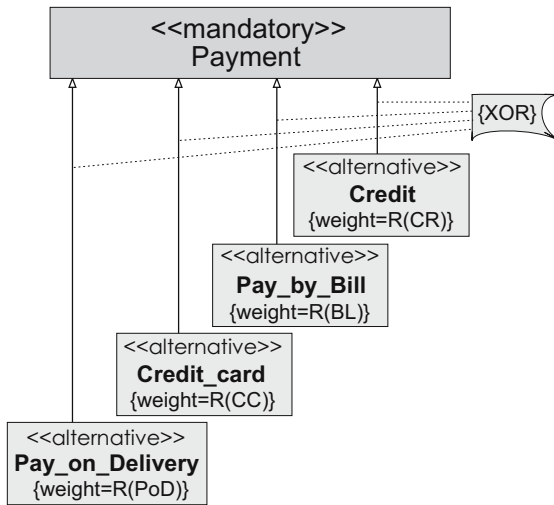 <<mandatory>>
Payment
{XOR}
<<alternative>>
Credit
{weight=R(CR)}
<<alternative>>
Pay_by_Bill
{weight=R(BL)}
<<alternative>>
Credit_card
{weight=R(CC)}
<<alternative>>
Pay_on_Delivery
{weight=R(PoD)}